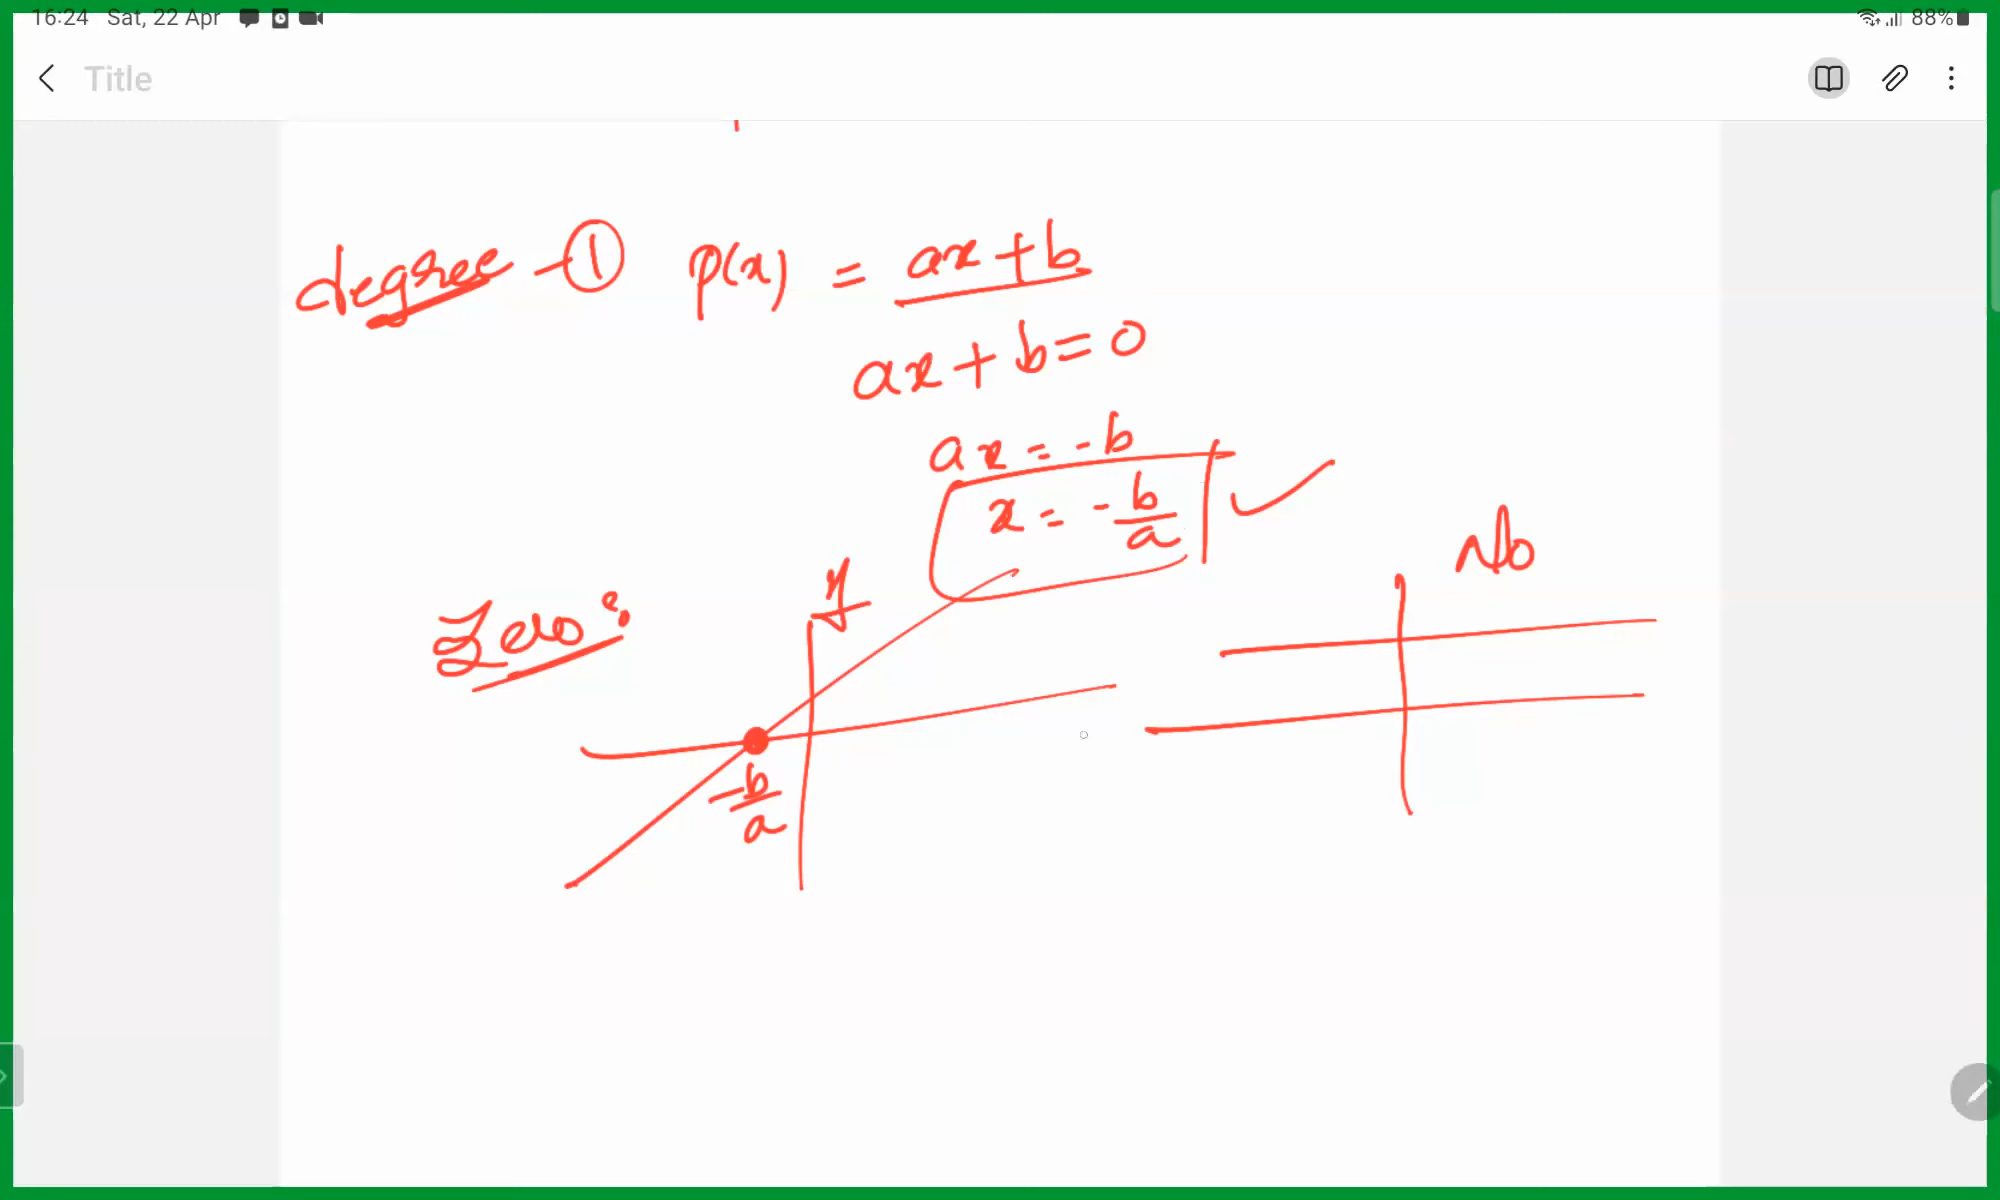 16:24 Sat, 22 Apr 88%
Title
degree - ① p(x) = ax + b
ax + b = 0
ax = - b
x = - b/a
No
Zero: y
- b/a